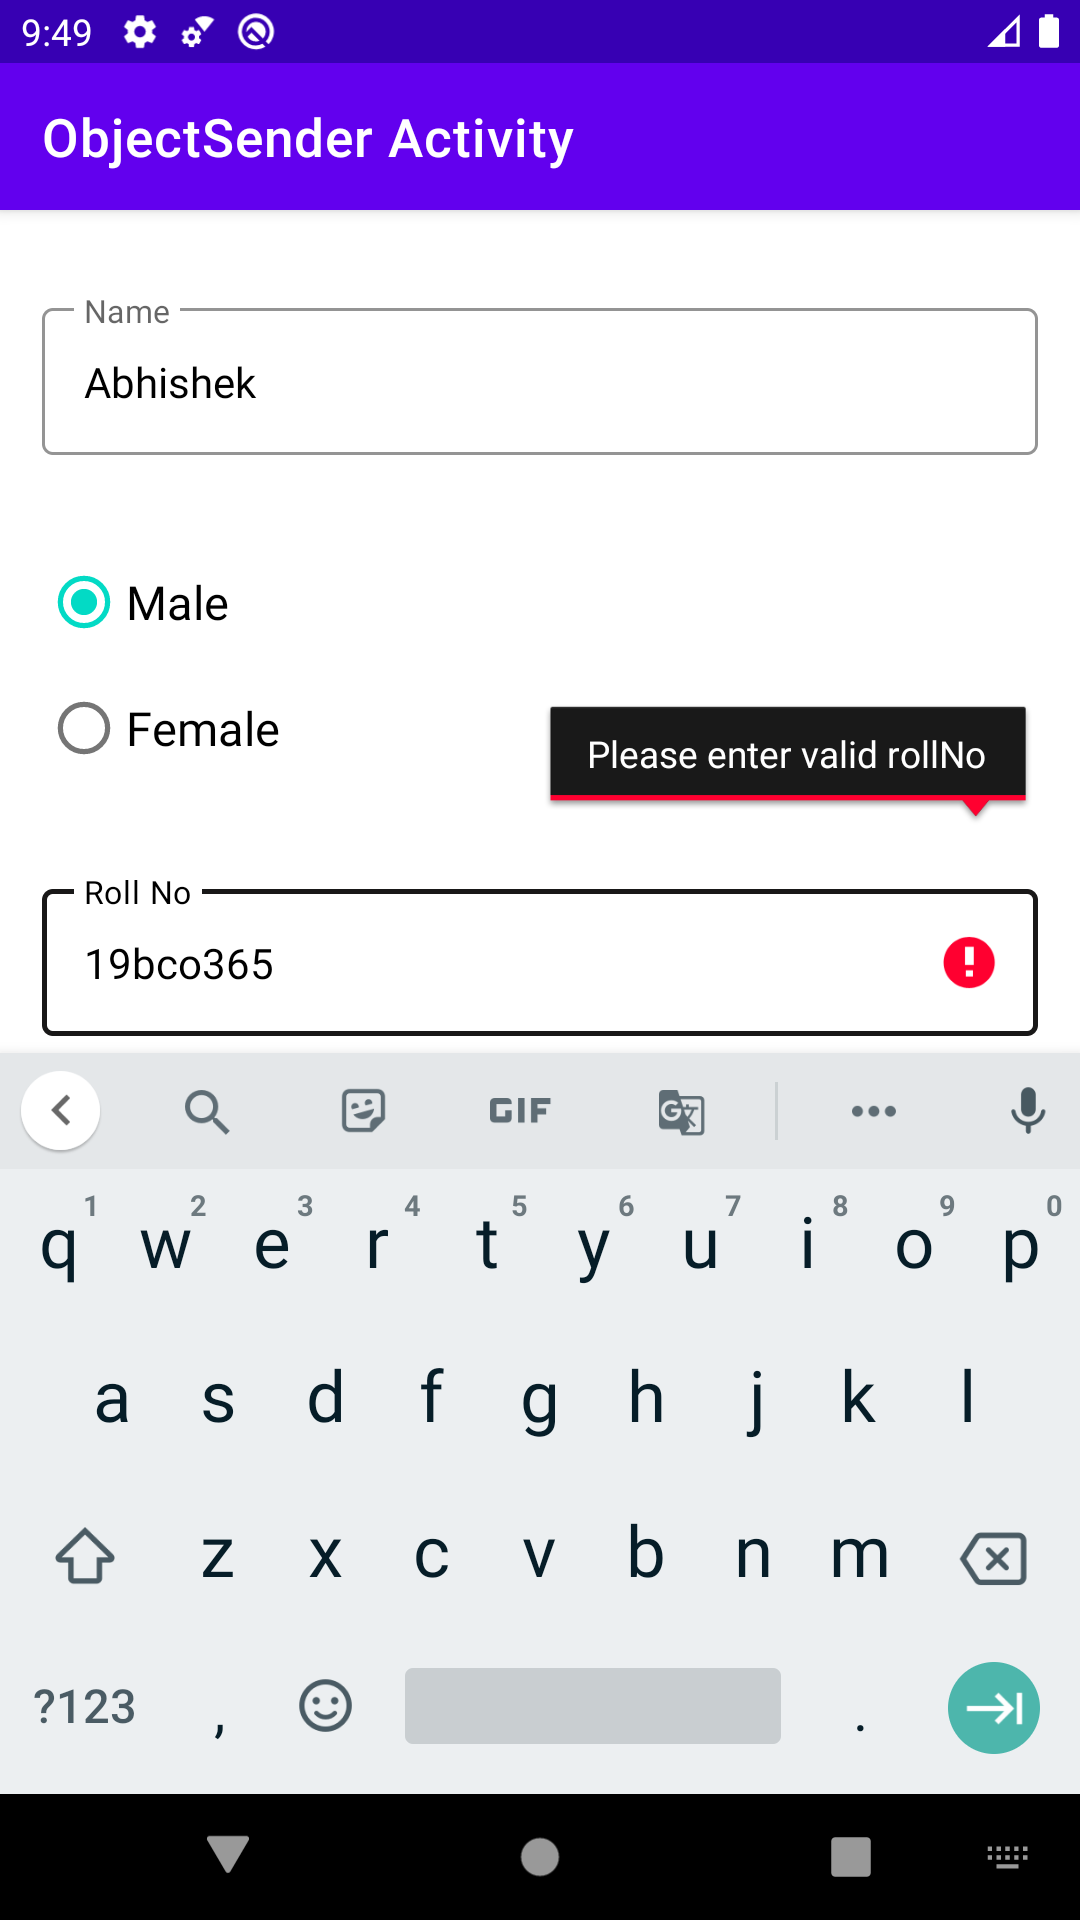 9:49
ObjectSender Activity
Name
Abhishek
Male
Female
Please enter valid rollNo
Roll No
19bco365
GIF
G
1 2 3 4 5 6 7 8 9 0
q w e r t y u i o p
a s d f g h j k l
z x c v b n m
?123 , .